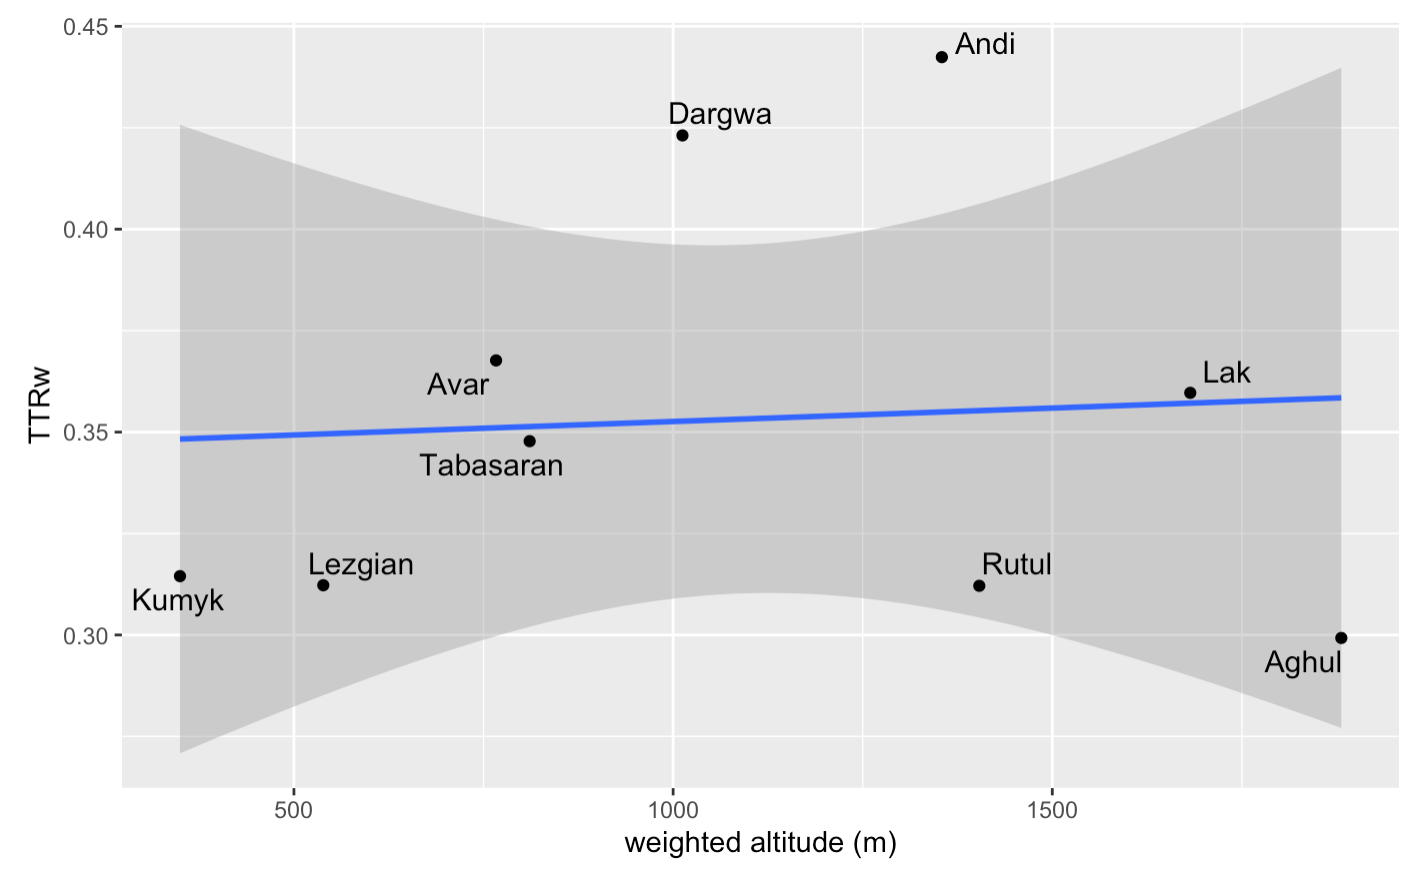 0.45
Andi
Dargwa
0.40
Lak
Avar
0.35
Tabasaran
TTRw
Lezgian
Rutul
Kumyk
0.30
Aghul
500
1000
1500
weighted altitude (m)